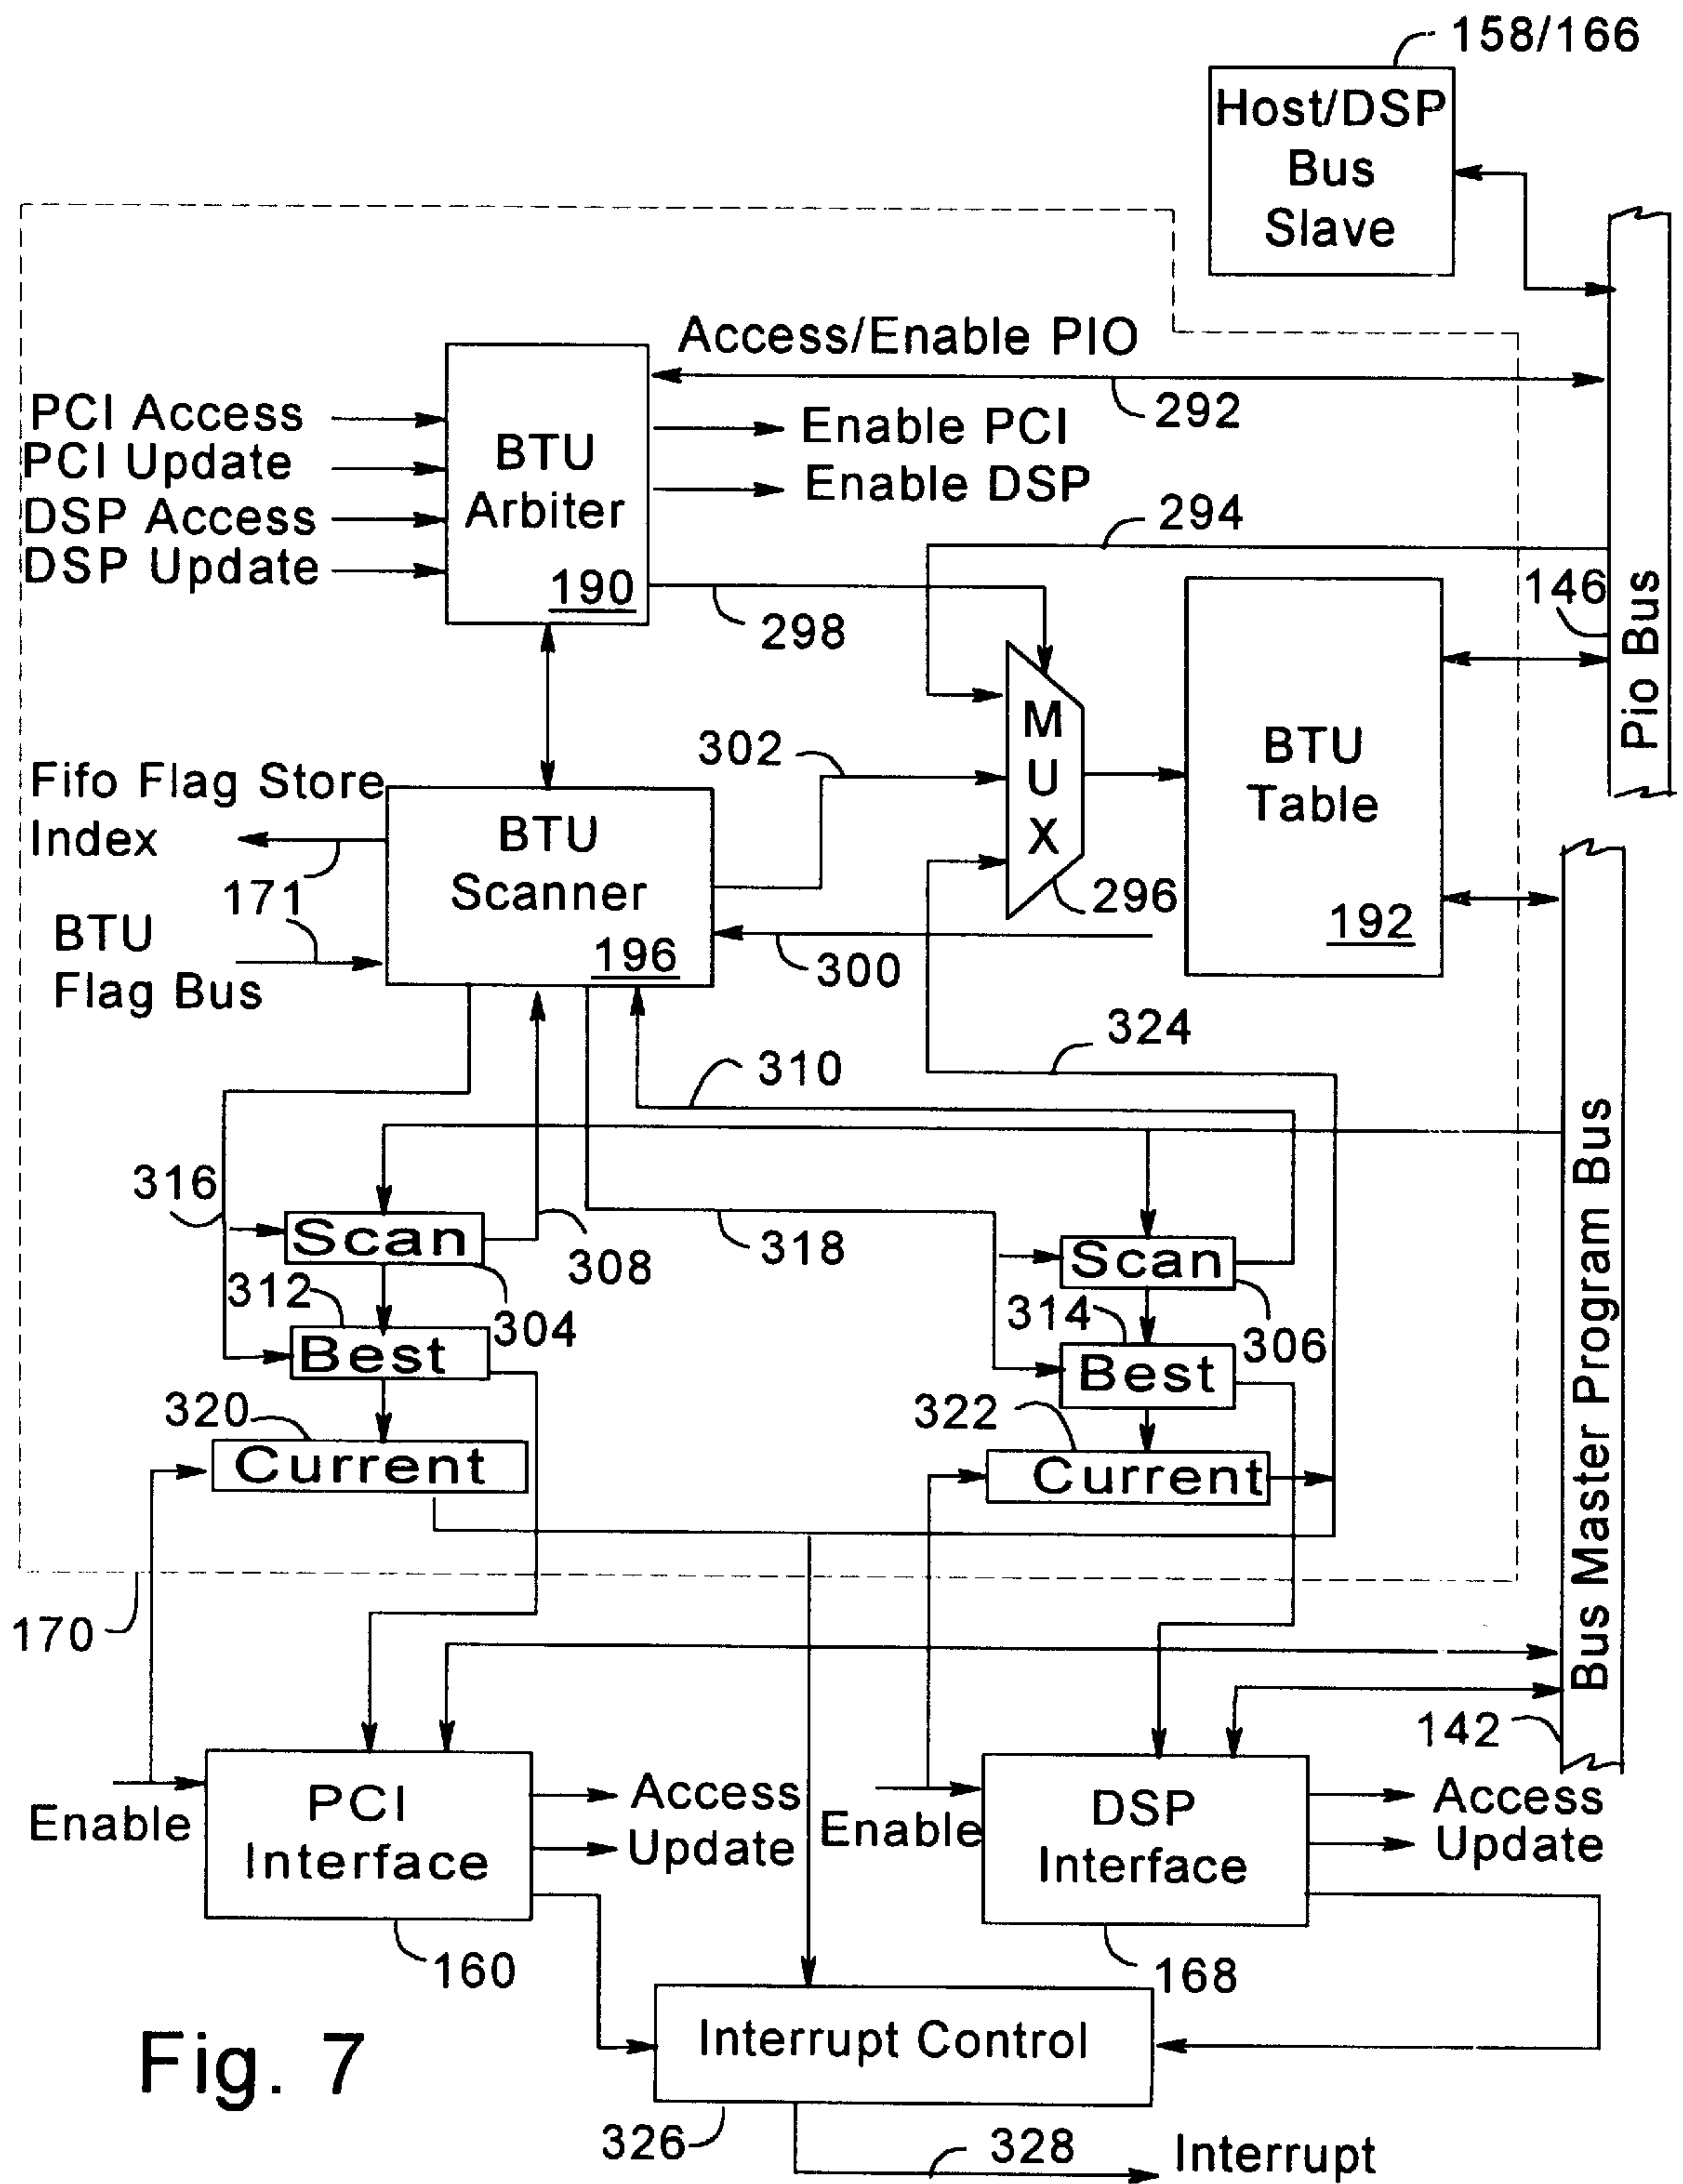 158/166
Host/DSP
Bus
Slave
Access/Enable PIO
292
PCI Access
PCI Update
DSP Access
DSP Update
BTU
Arbiter
190
Enable PCI
Enable DSP
294
298
146
Pio Bus
M
U
X
296
BTU
Table
192
302
Fifo Flag Store
Index
171
BTU
Flag Bus
BTU
Scanner
196
300
324
310
316
Scan
308
318
Scan
312
304
314
306
Best
Best
320
322
Current
Current
Bus Master Program Bus
170
142
Enable
PCI
Interface
Access
Update
Enable
DSP
Interface
Access
Update
160
168
Interrupt Control
326
328
Interrupt
Fig. 7